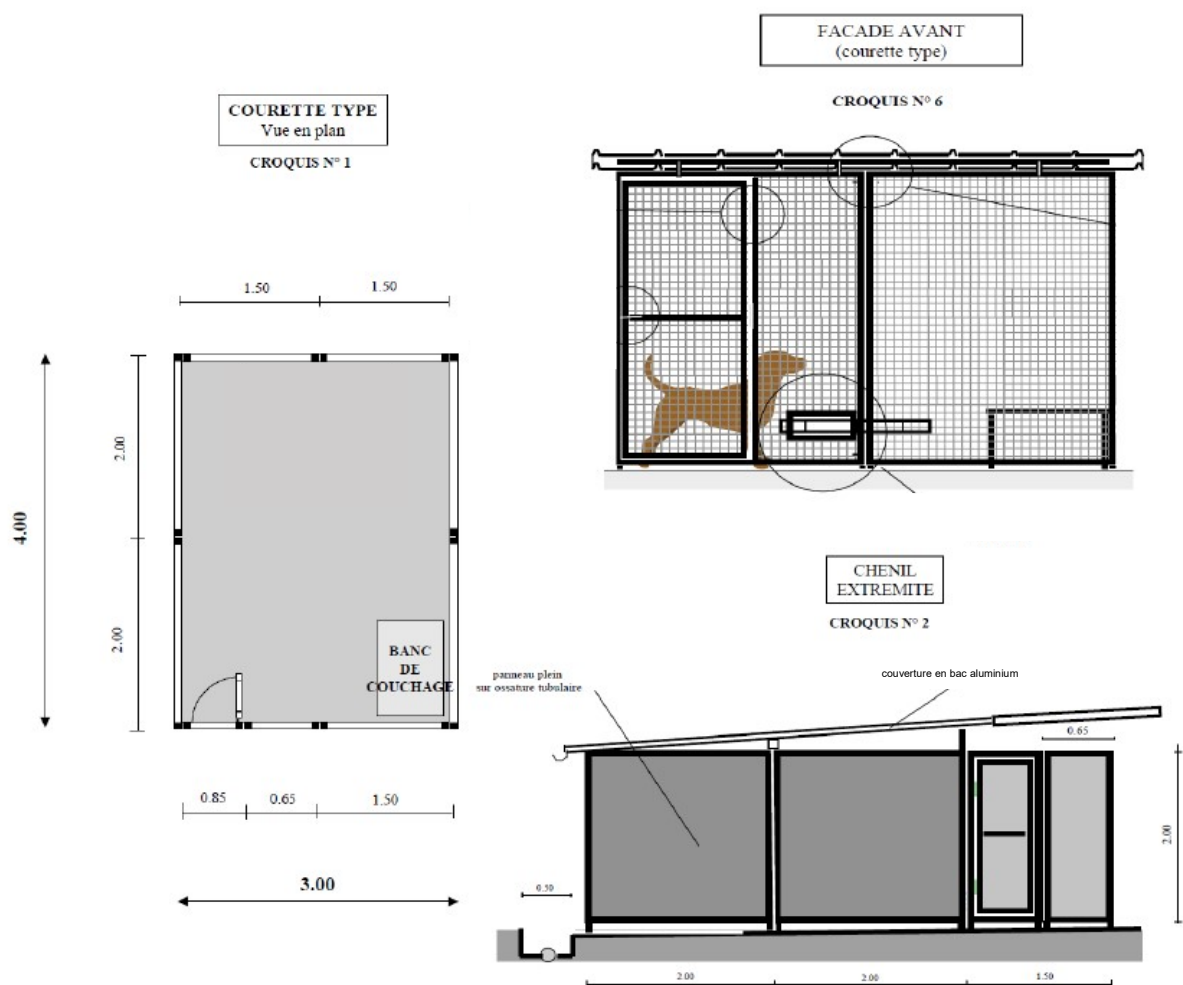 COURETTE TYPE
Vue en plan
CROQUIS N° 1
1.50
1.50
2.00
4.00
2.00
BANC
DE
COUCHAGE
0.85
0.65
1.50
3.00
FACADE AVANT
(courette type)
CROQUIS N° 6
CHENIL
EXTREMITE
CROQUIS N° 2
panneau plein
sur ossature tubulaire
couverture en bac aluminium
0.65
2.00
0.50
2.00
2.00
1.50